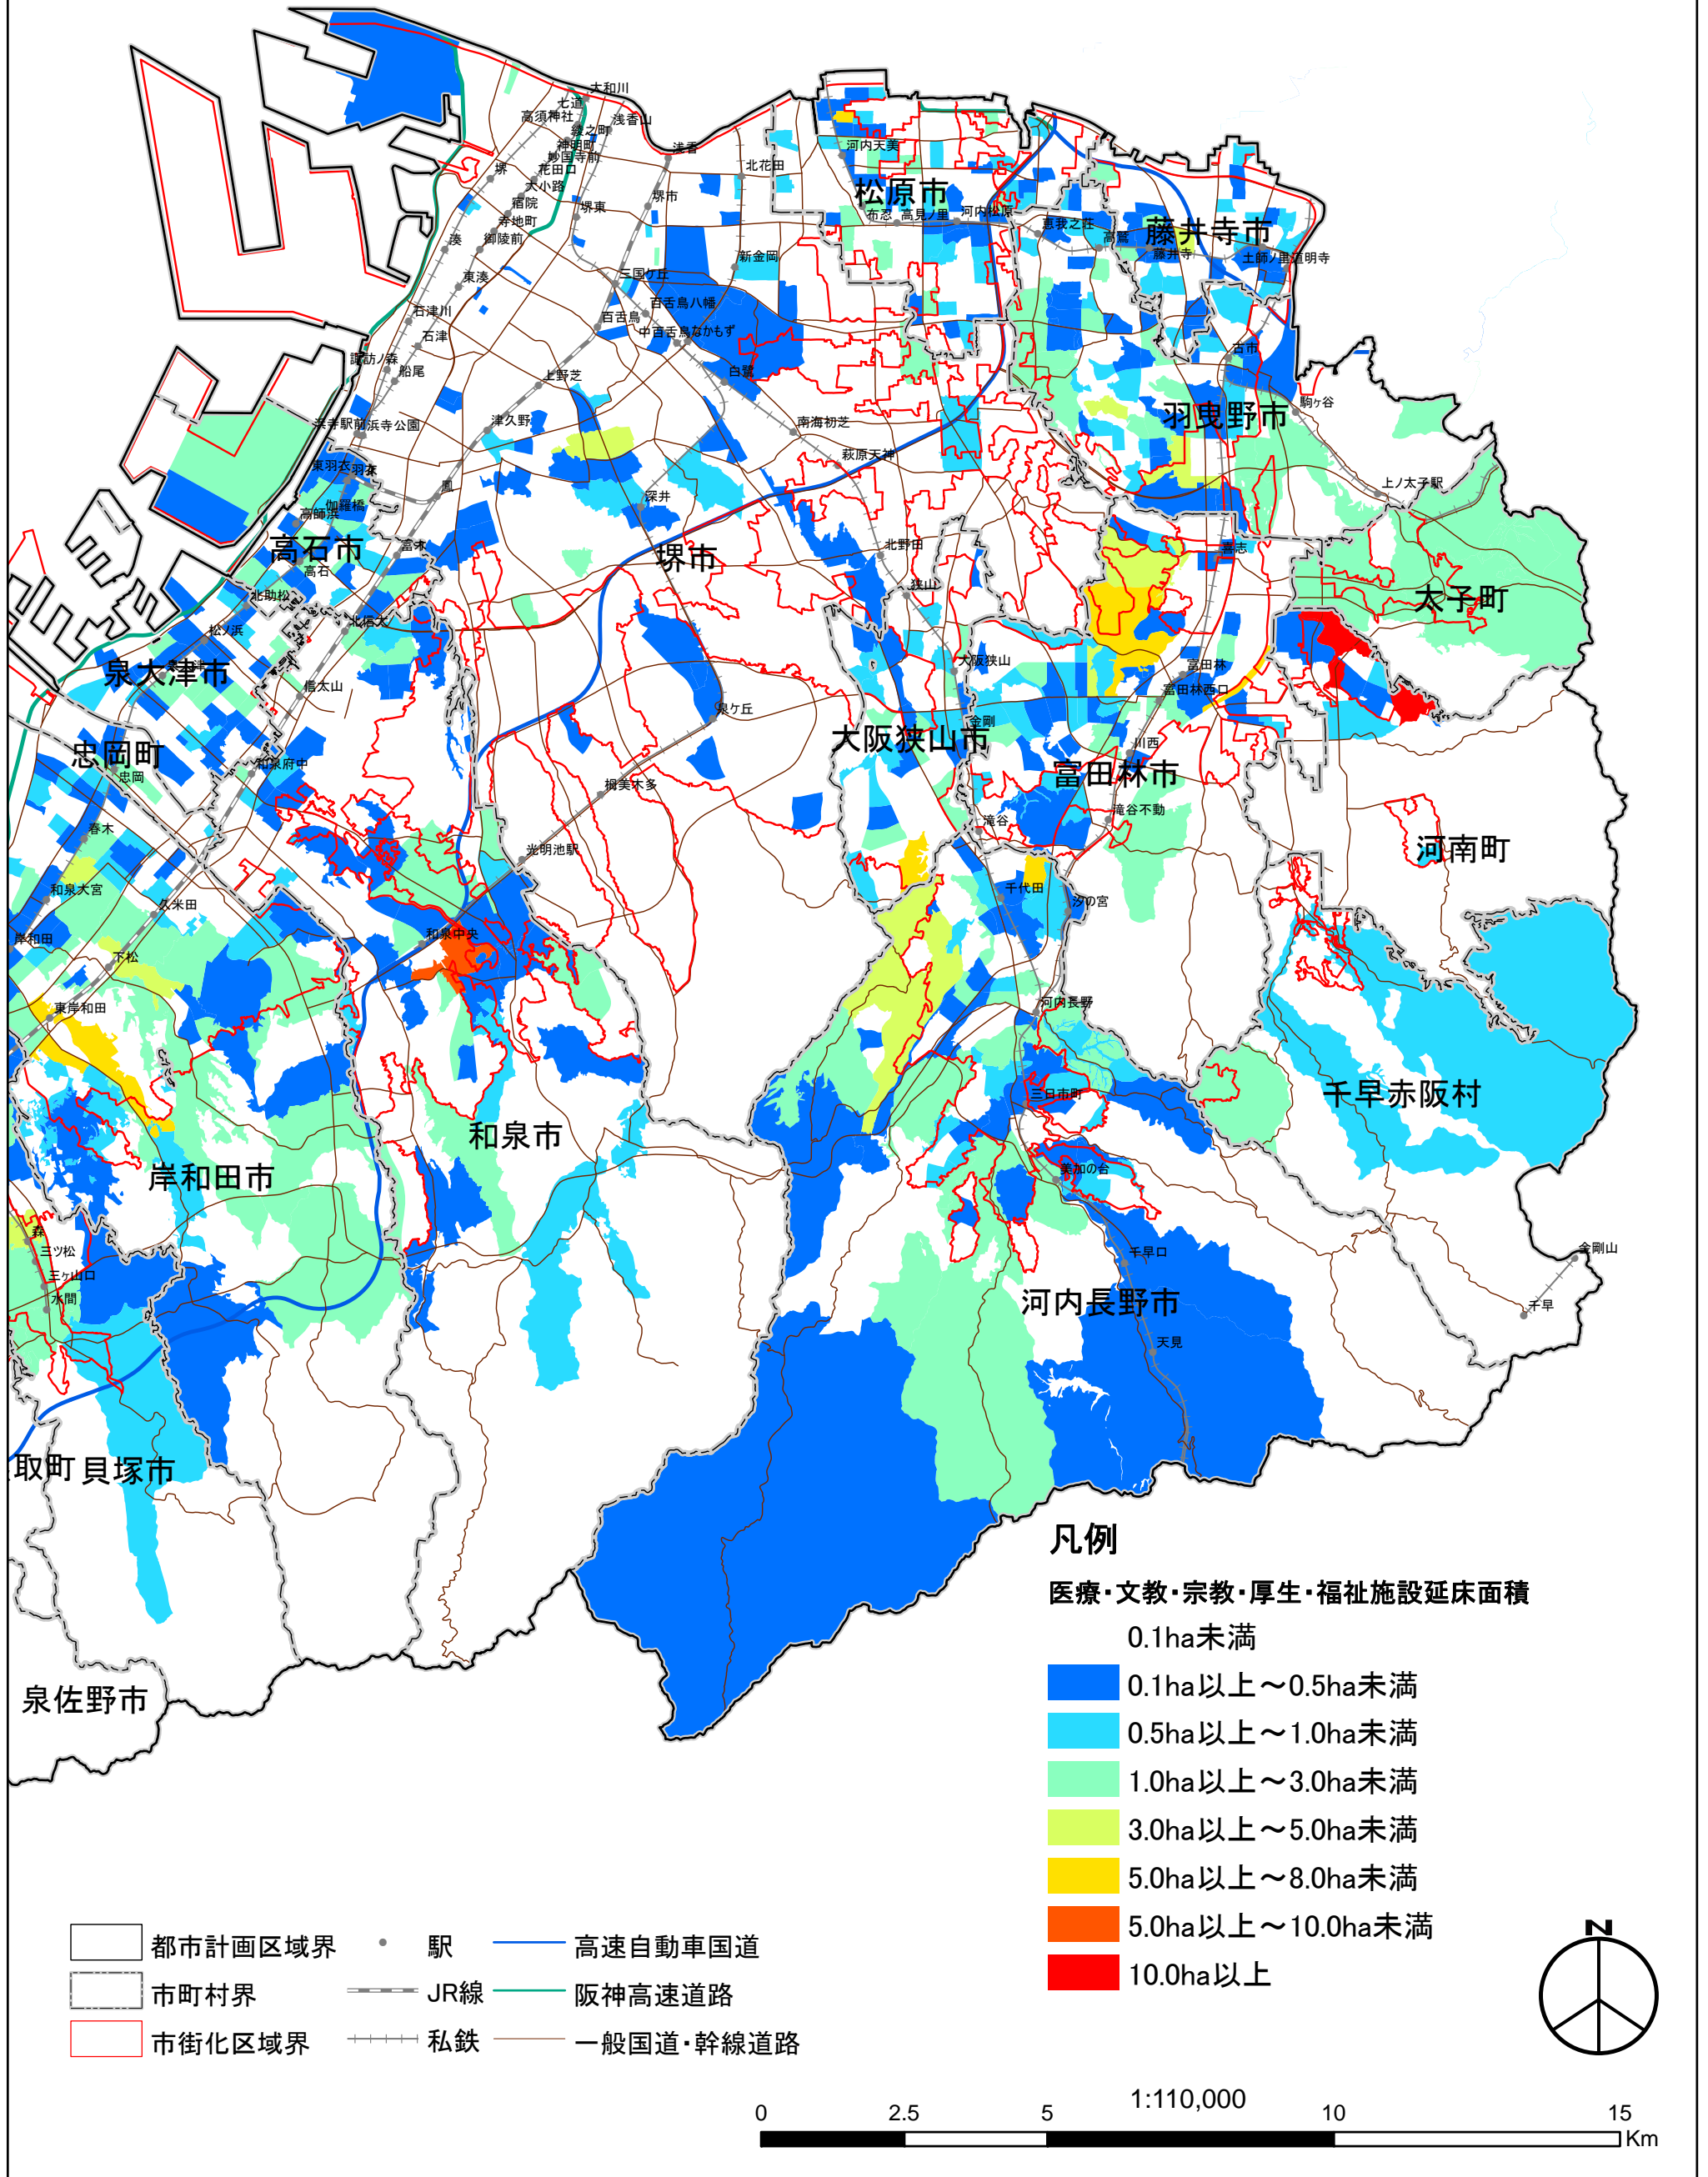 大和川
七道
高須神社
浅香山
綾之町
神明町
妙国寺前
浅香
堺
花田口
北花田
河内天美
大小路
松原市
宿院
堺市
寺地町
堺東
布忍
高見ノ里
河内松原
恵我之荘
藤井寺市
湊
御陵前
高鷲
藤井寺
土師ノ里
道明寺
新金岡
東湊
三国ケ丘
百舌鳥八幡
石津川
百舌鳥
中百舌鳥
なかもず
石津
諏訪ノ森
古市
船尾
上野芝
白鷺
浜寺駅前
浜寺公園
津久野
南海初芝
羽曳野市
駒ヶ谷
東羽衣
羽衣
萩原天神
鳳
上ノ太子駅
伽羅橋
高師浜
深井
高石市
富木
堺市
北野田
喜志
高石
狭山
太子町
北助松
松ノ浜
北信太
泉大津市
大阪狭山
富田林
信太山
富田林西口
泉ケ丘
大阪狭山市
金剛
忠岡町
忠岡
和泉府中
川西
富田林市
栂美木多
滝谷不動
春木
滝谷
河南町
光明池駅
和泉大宮
千代田
久米田
汐の宮
岸和田
和泉中央
下松
東岸和田
河内長野
三日市町
千早赤阪村
和泉市
岸和田市
美加の台
森
三ツ松
千早口
金剛山
三ヶ山口
水間
河内長野市
千早
天見
取町
貝塚市
泉佐野市
凡例
医療・文教・宗教・厚生・福祉施設延床面積
0.1ha未満
0.1ha以上～0.5ha未満
0.5ha以上～1.0ha未満
1.0ha以上～3.0ha未満
3.0ha以上～5.0ha未満
5.0ha以上～8.0ha未満
5.0ha以上～10.0ha未満
10.0ha以上
都市計画区域界
駅
高速自動車国道
市町村界
JR線
阪神高速道路
市街化区域界
私鉄
一般国道・幹線道路
N
1:110,000
0 2.5 5 10 15
Km